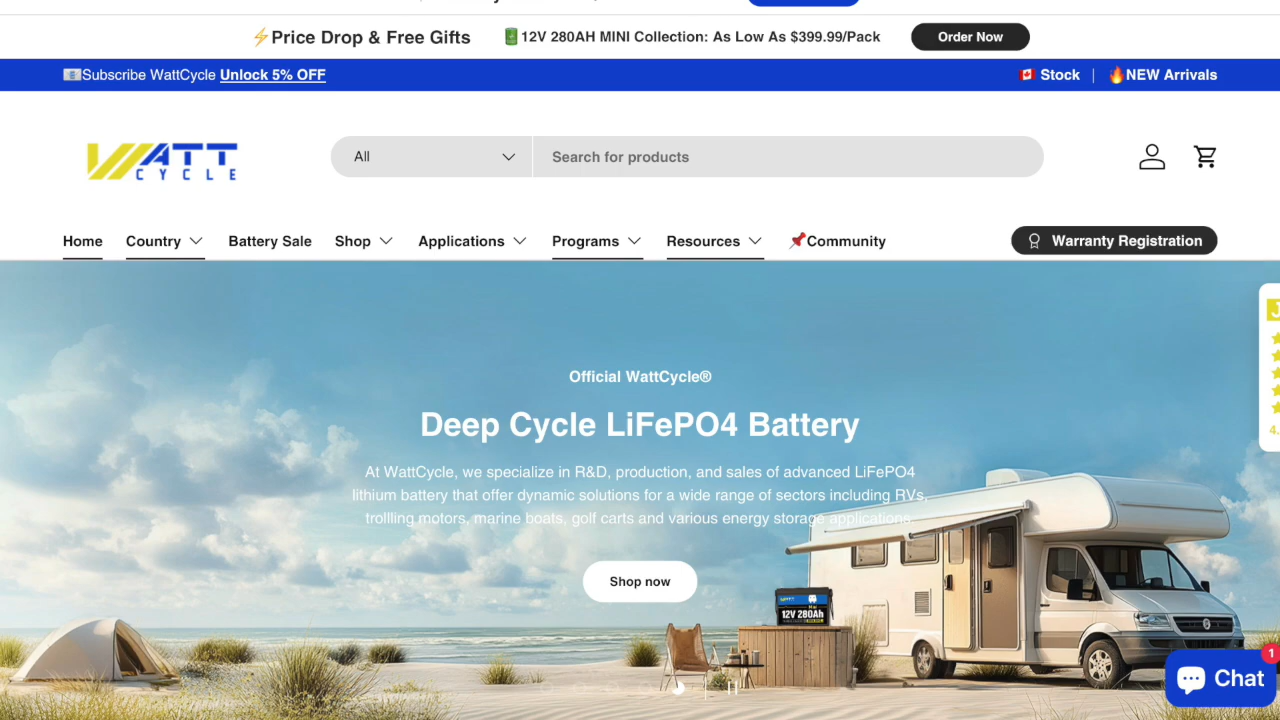 ⚡Price Drop & Free Gifts
🔋12V 280AH MINI Collection: As Low As $399.99/Pack
Order Now
📧Subscribe WattCycle Unlock 5% OFF
🇨🇦 Stock | 🔥NEW Arrivals
WATT
CYCLE
All
Search for products
Home
Country
Battery Sale
Shop
Applications
Programs
Resources
📌Community
Warranty Registration
Official WattCycle®
Deep Cycle LiFePO4 Battery
At WattCycle, we specialize in R&D, production, and sales of advanced LiFePO4
lithium battery that offer dynamic solutions for a wide range of sectors including RVs,
trollling motors, marine boats, golf carts and various energy storage applications.
Shop now
12V 280Ah
Chat
1